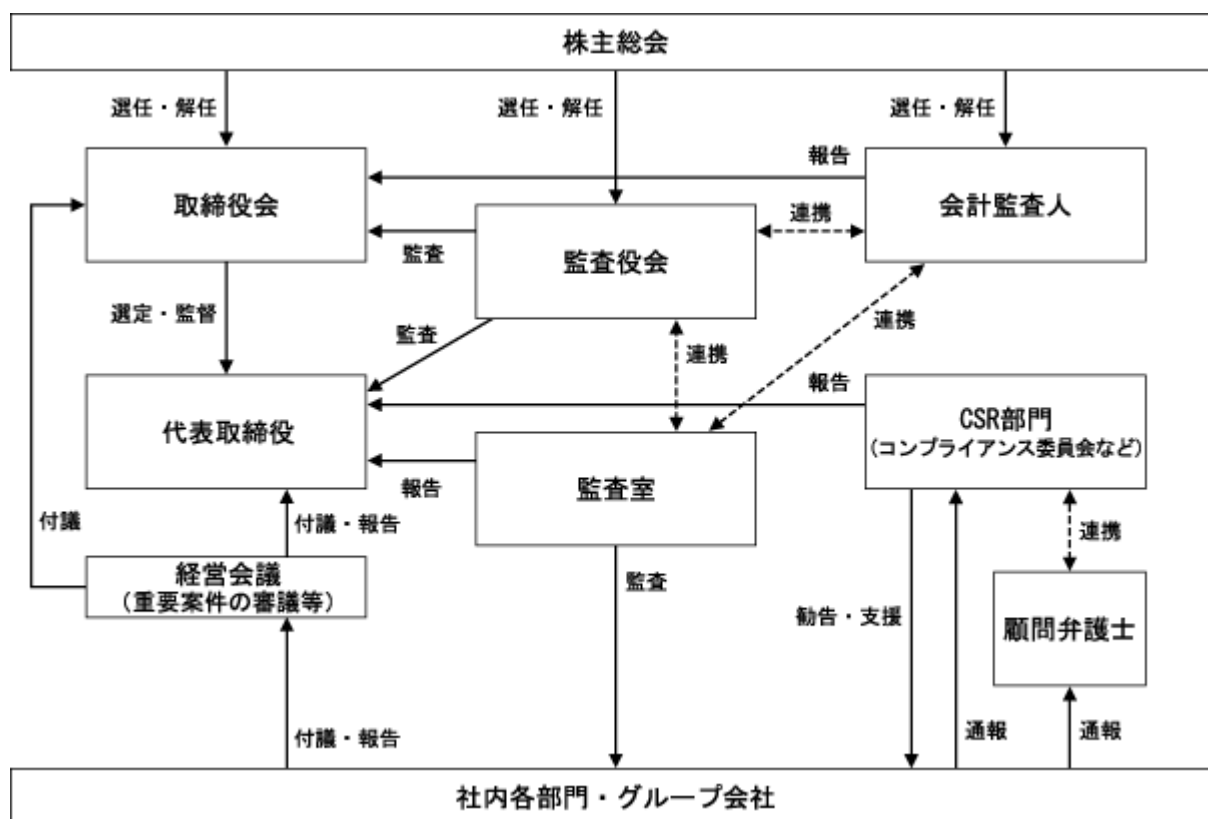 株主総会
選任・解任
選任・解任
選任・解任
報告
取締役会
会計監査人
連携
監査
監査役会
選定・監督
連携
監査
連携
報告
代表取締役
CSR部門
(コンプライアンス委員会など)
報告
監査室
付議
付議・報告
連携
経営会議
(重要案件の審議等)
監査
勧告・支援
顧問弁護士
付議・報告
通報
通報
社内各部門・グループ会社